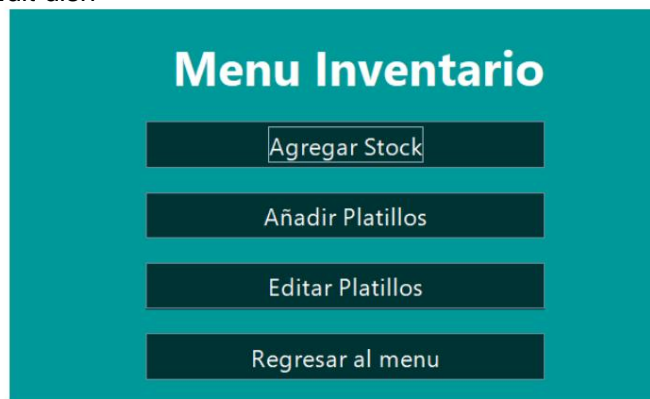 Menu Inventario
Agregar Stock
Añadir Platillos
Editar Platillos
Regresar al menu